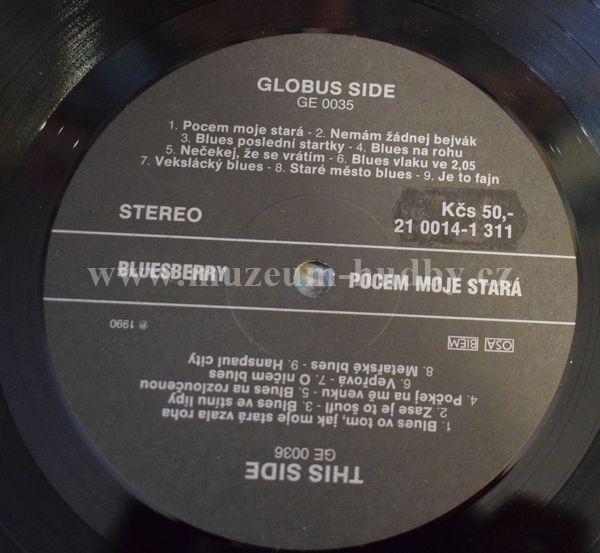 GLOBUS SIDE
GE 0035
1. Pocem moje stará - 2. Nemám žádnej bejvák
3. Blues poslední startky - 4. Blues na rohu
5. Nečekej, že se vrátím - 6. Blues vlaku ve 2,05
7. Vekslácký blues - 8. Staré město blues - 9. Je to fajn
STEREO
Kčs 50,-
21 0014-1 311
BLUESBERRY
POCEM MOJE STARÁ
www.muzeum-hudby.cz
℗ 1990
OSA BIEM
THIS SIDE
GE 0036
1. Blues vo tom, jak moje stará vzala roha
2. Zase je to šoufl - 3. Blues ve stínu lípy
4. Počkej na mě venku - 5. Blues na rozloučenou
6. Vepřová - 7. O ničem blues
8. Metařské blues - 9. Hanspaul city